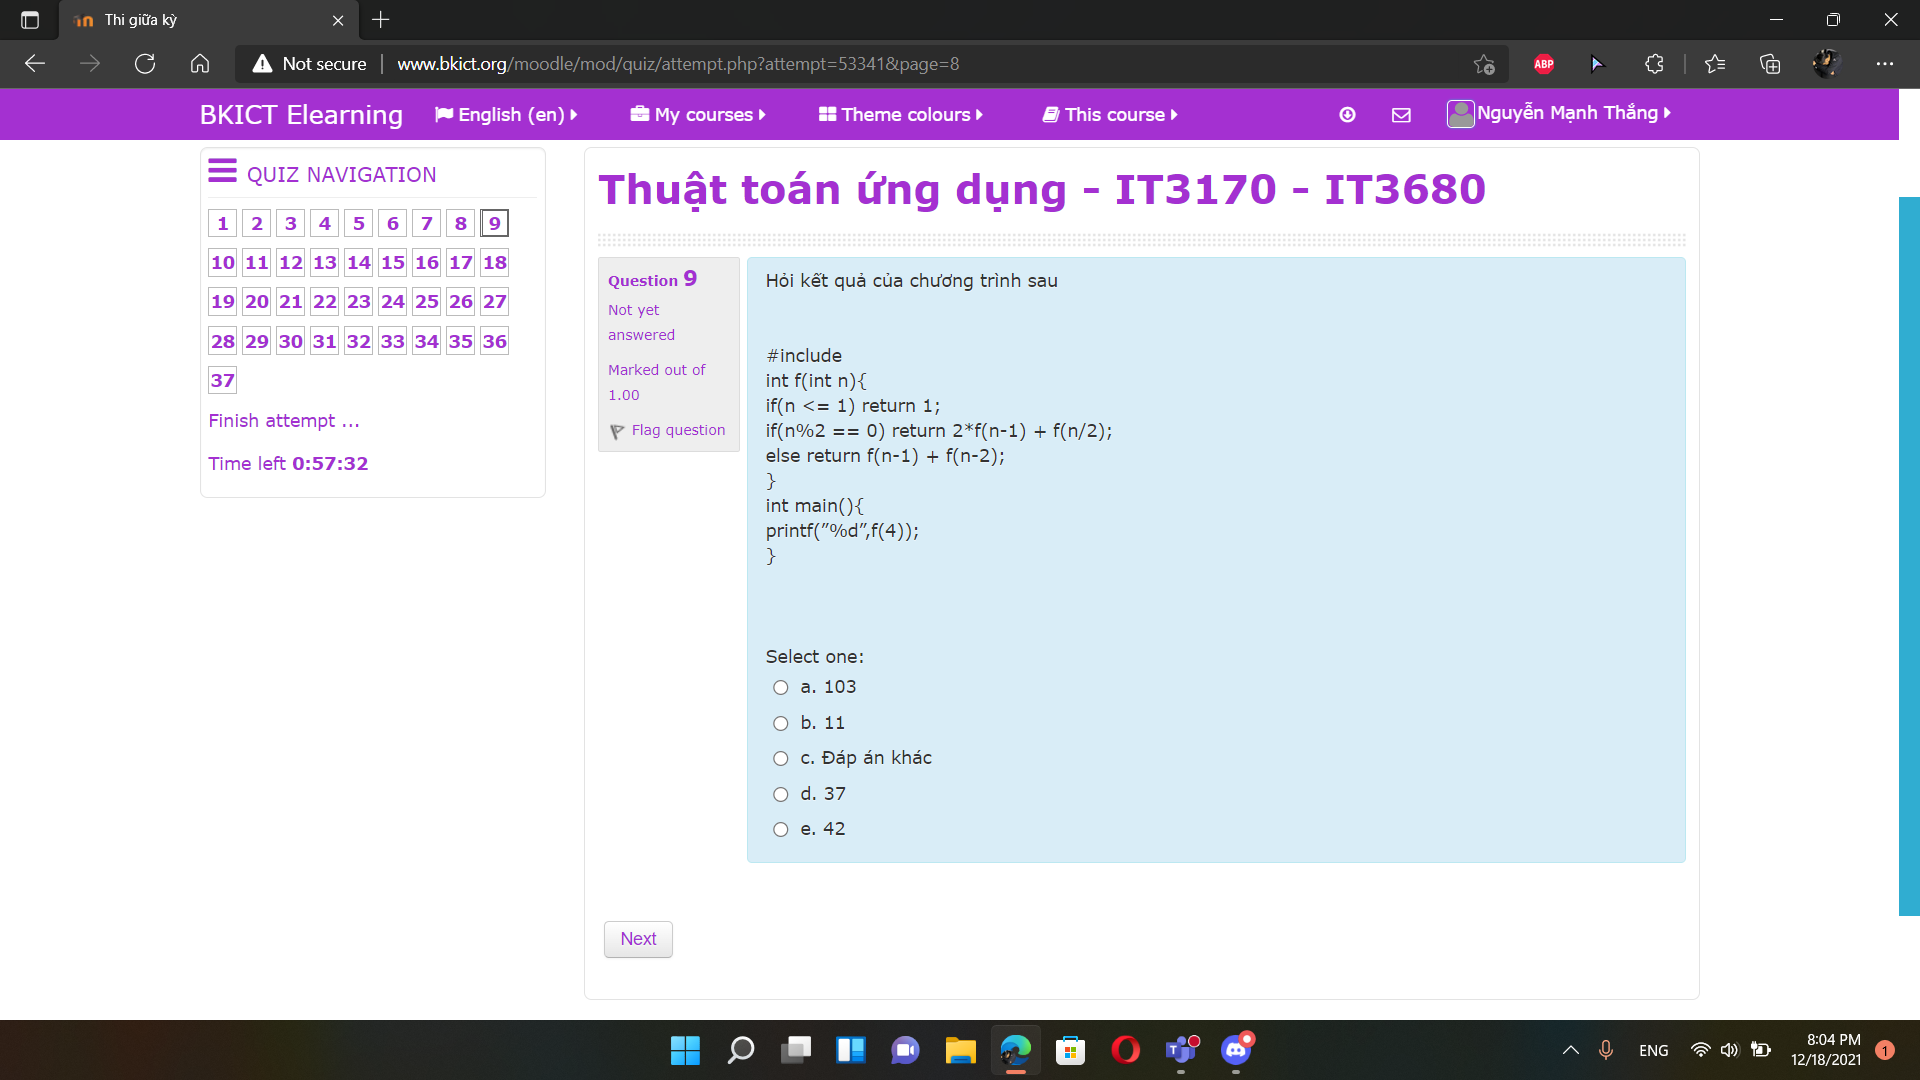 Thi giữa kỳ
Not secure
www.bkict.org/moodle/mod/quiz/attempt.php?attempt=53341&page=8
ABP
BKICT Elearning
English (en)
My courses
Theme colours
This course
Nguyễn Mạnh Thắng
QUIZ NAVIGATION
1 2 3 4 5 6 7 8 9
10 11 12 13 14 15 16 17 18
19 20 21 22 23 24 25 26 27
28 29 30 31 32 33 34 35 36
37
Finish attempt ...
Time left 0:57:32
Thuật toán ứng dụng - IT3170 - IT3680
Question 9
Not yet
answered
Marked out of
1.00
Flag question
Hỏi kết quả của chương trình sau
#include
int f(int n){
if(n <= 1) return 1;
if(n%2 == 0) return 2*f(n-1) + f(n/2);
else return f(n-1) + f(n-2);
}
int main(){
printf(”%d”,f(4));
}
Select one:
a. 103
b. 11
c. Đáp án khác
d. 37
e. 42
Next
ENG
8:04 PM
12/18/2021
1